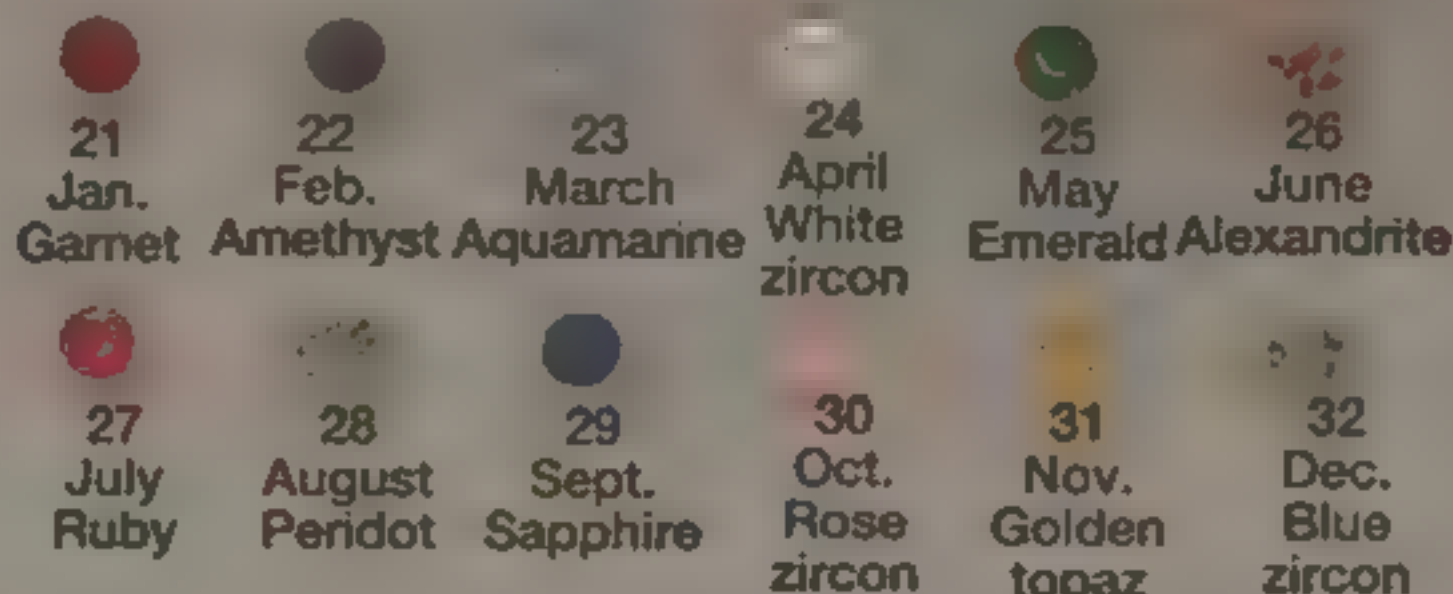 21
Jan.
Garnet
22
Feb.
Amethyst
23
March
Aquamarine
24
April
White
zircon
25
May
Emerald
26
June
Alexandrite
27
July
Ruby
28
August
Peridot
29
Sept.
Sapphire
30
Oct.
Rose
zircon
31
Nov.
Golden
topaz
32
Dec.
Blue
zircon